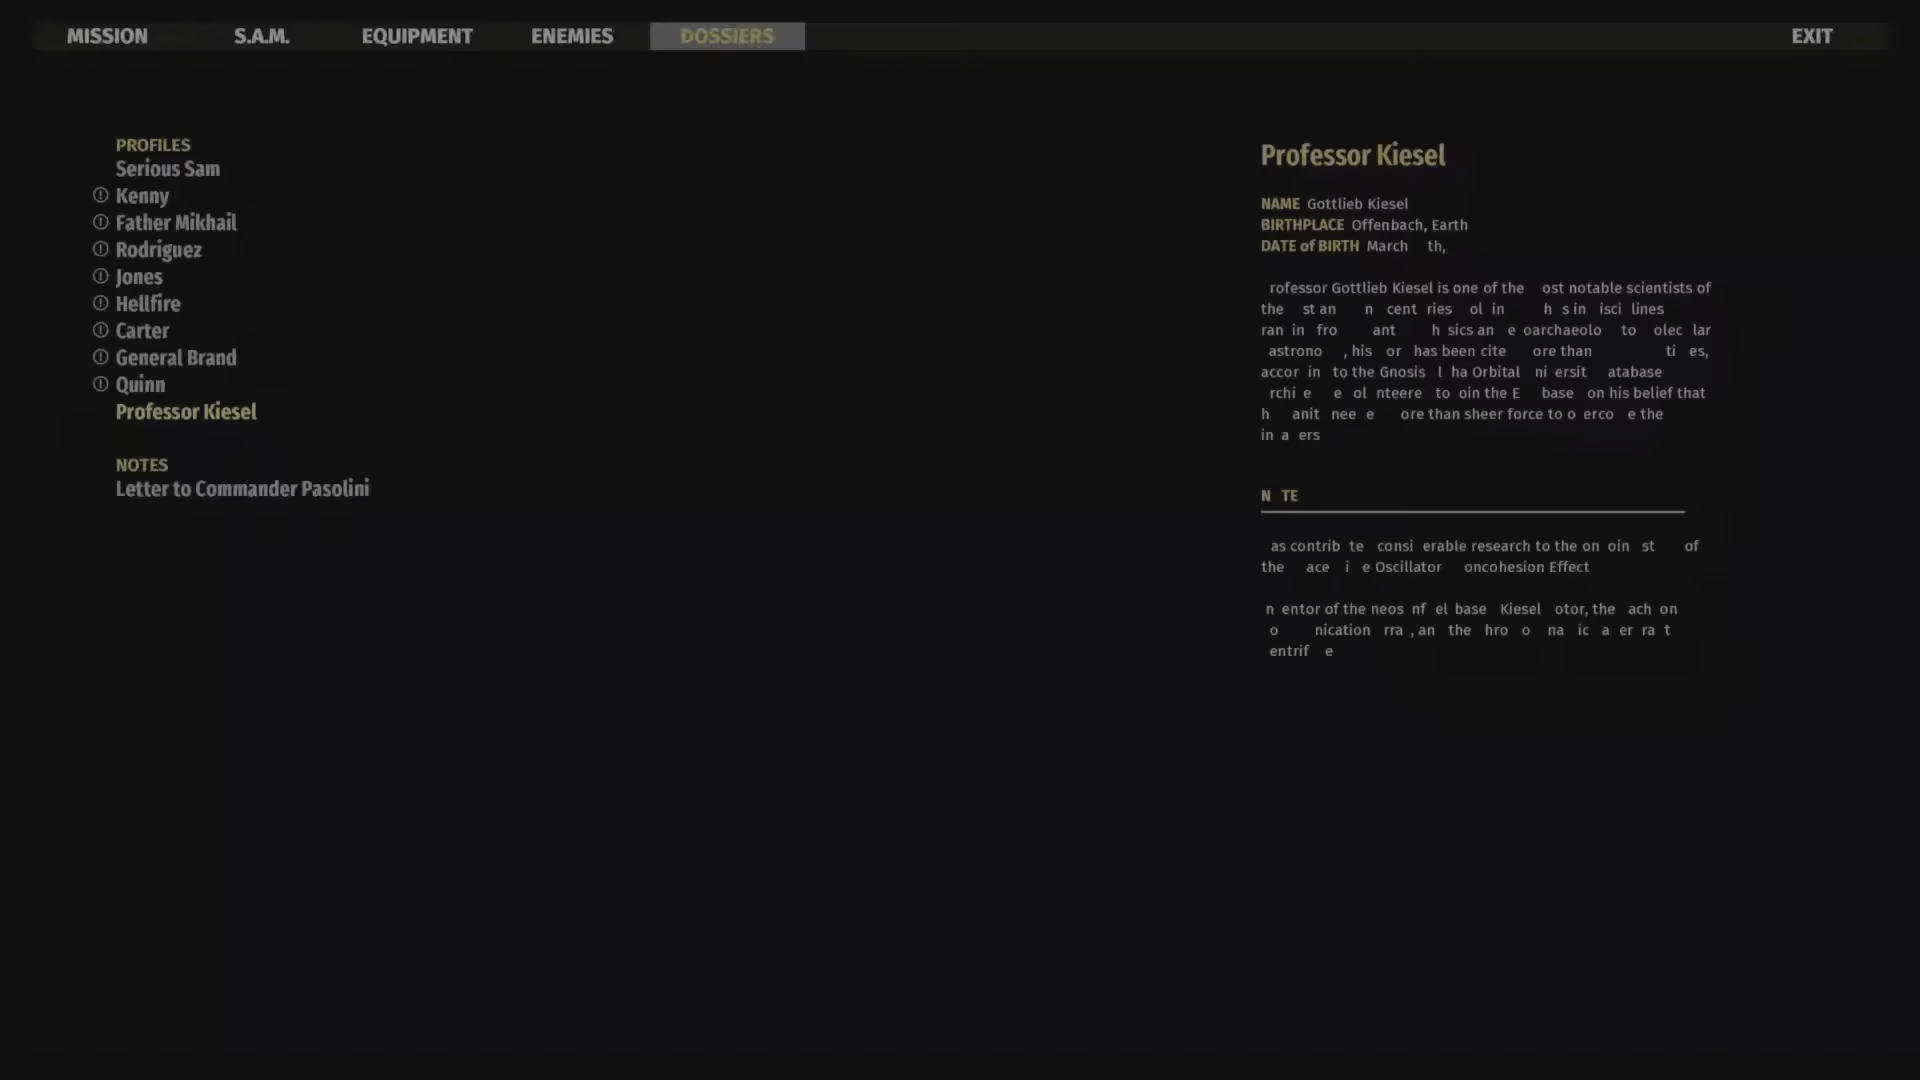 MISSION S.A.M. EQUIPMENT ENEMIES DOSSIERS EXIT
PROFILES
Serious Sam
Kenny
Father Mikhail
Rodriguez
Jones
Hellfire
Carter
General Brand
Quinn
Professor Kiesel
NOTES
Letter to Commander Pasolini
Professor Kiesel
NAME Gottlieb Kiesel
BIRTHPLACE Offenbach, Earth
DATE of BIRTH March th,
rofessor Gottlieb Kiesel is one of the ost notable scientists of
the st an n cent ries ol in h s in isci lines
ran in fro ant h sics an e oarchaeolo to olec lar
astrono , his or has been cite ore than ti es,
accor in to the Gnosis l ha Orbital ni ersit atabase
rchi e e ol nteere to oin the E base on his belief that
h anit nee e ore than sheer force to o erco e the
in a ers
N TE
as contrib te consi erable research to the on oin st of
the ace i e Oscillator oncohesion Effect
n entor of the neos nf el base Kiesel otor, the ach on
o nication rra , an the hro o na ic a er ra t
entrif e